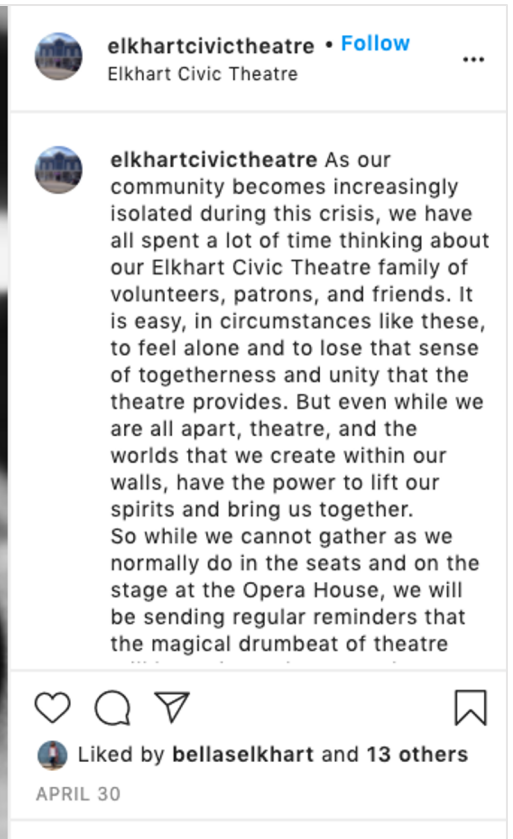 elkhartcivictheatre • Follow
Elkhart Civic Theatre
elkhartcivictheatre As our
community becomes increasingly
isolated during this crisis, we have
all spent a lot of time thinking about
our Elkhart Civic Theatre family of
volunteers, patrons, and friends. It
is easy, in circumstances like these,
to feel alone and to lose that sense
of togetherness and unity that the
theatre provides. But even while we
are all apart, theatre, and the
worlds that we create within our
walls, have the power to lift our
spirits and bring us together.
So while we cannot gather as we
normally do in the seats and on the
stage at the Opera House, we will
be sending regular reminders that
the magical drumbeat of theatre
Liked by bellaselkhart and 13 others
APRIL 30